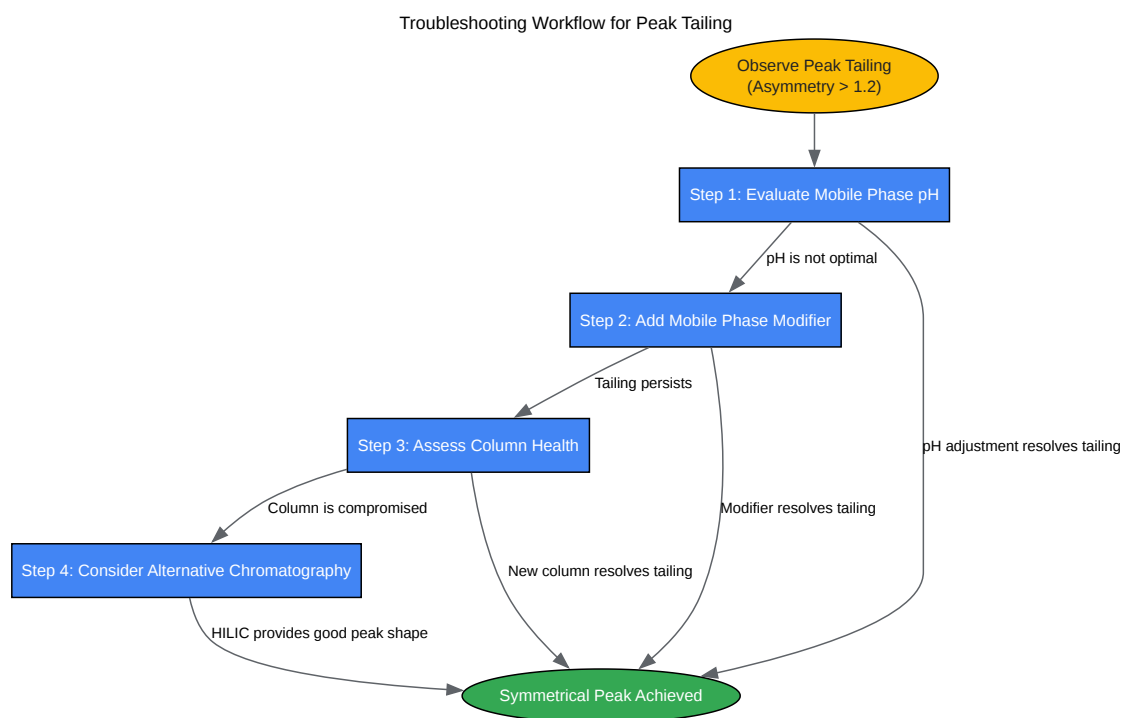 Troubleshooting Workflow for Peak Tailing
Observe Peak Tailing
(Asymmetry > 1.2)
Step 1: Evaluate Mobile Phase pH
pH is not optimal
Step 2: Add Mobile Phase Modifier
Tailing persists
Step 3: Assess Column Health
pH adjustment resolves tailing
Column is compromised
Modifier resolves tailing
Step 4: Consider Alternative Chromatography
New column resolves tailing
HILIC provides good peak shape
Symmetrical Peak Achieved